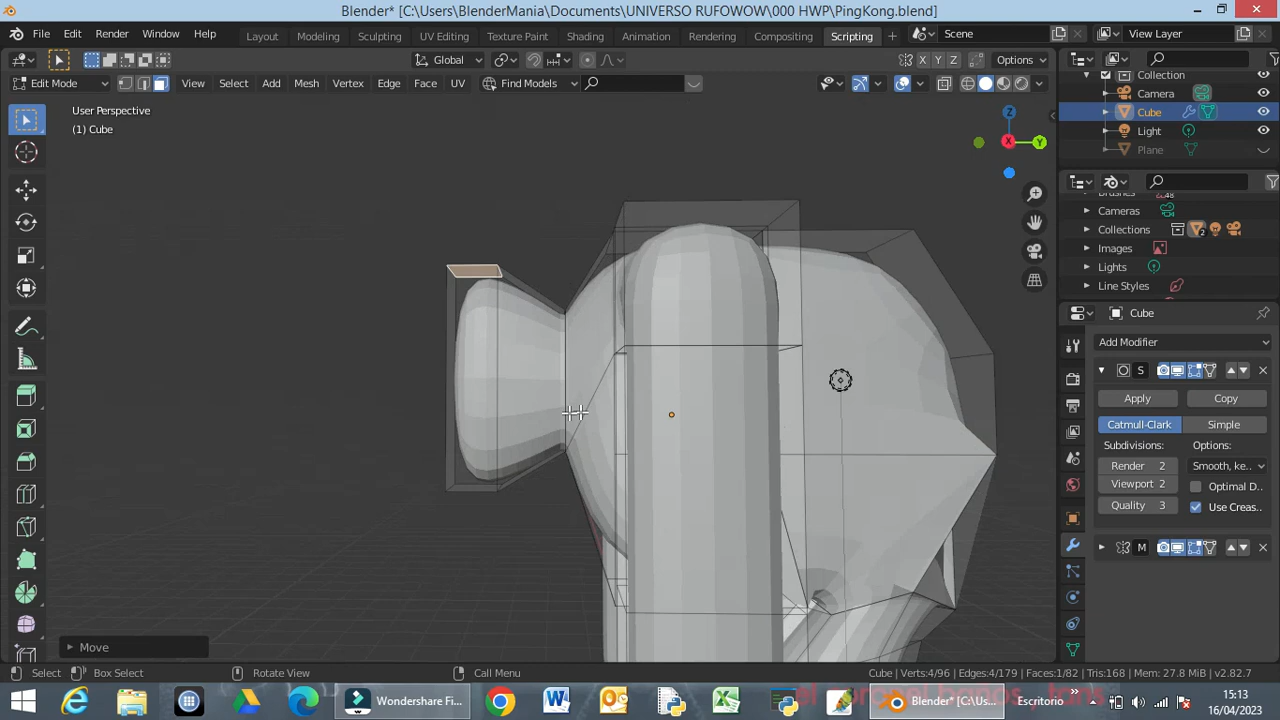 Blender* [C:\Users\BlenderMania\Documents\UNIVERSO RUFOWOW\000 HWP\PingKong.blend]
File Edit Render Window Help Layout Modeling Sculpting UV Editing Texture Paint Shading Animation Rendering Compositing Scripting + Scene View Layer
Global X Y Z Options
Edit Mode View Select Add Mesh Vertex Edge Face UV Find Models
User Perspective
(1) Cube
Z
X
Y
Collection
Camera
Cube
Light
Plane
Cameras
Collections 2
Images
Lights
Line Styles
Cube
Add Modifier
S
Apply Copy
Catmull-Clark Simple
Subdivisions: Options:
Render 2 Smooth, ke..
Viewport 2 Optimal D..
Quality 3 Use Creas..
M
Move
Select Box Select Rotate View Call Menu Cube | Verts:4/96 | Edges:4/179 | Faces:1/82 | Tris:168 | Mem: 27.8 MiB | v2.82.7
Wondershare Fi... Blender* [C:\Us... Escritorio
15:13
16/04/2023